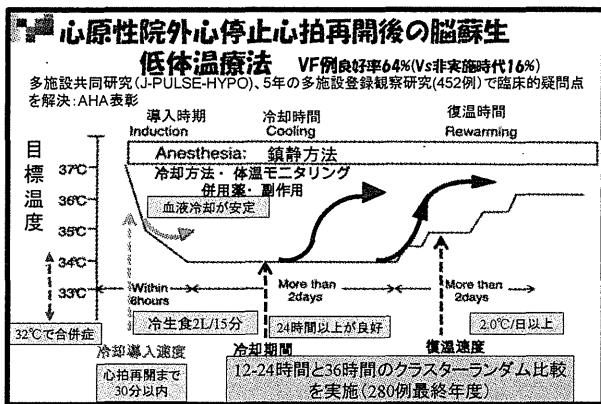 心原性院外心停止心拍再開後の脳蘇生
低体温療法 VF例良好率64%(Vs非実施時代16%)
多施設共同研究(J-PULSE-HYPO)、5年の多施設登録観察研究(452例)で臨床的疑問点
を解決:AHA表彰
導入時期 冷却時間 復温時間
Induction Cooling Rewarming
目標温度
Anesthesia: 鎮静方法
37℃
冷却方法・体温モニタリング
併用薬・副作用
36℃
血液冷却が安定
35℃
34℃
33℃
Within 6hours
More than 2days
More than 2days
32℃で合併症
冷生食2L/15分
24時間以上が良好
2.0℃/日以上
冷却導入速度
冷却期間
復温速度
心拍再開まで
30分以内
12-24時間と36時間のクラスターランダム比較
を実施(280例最終年度)